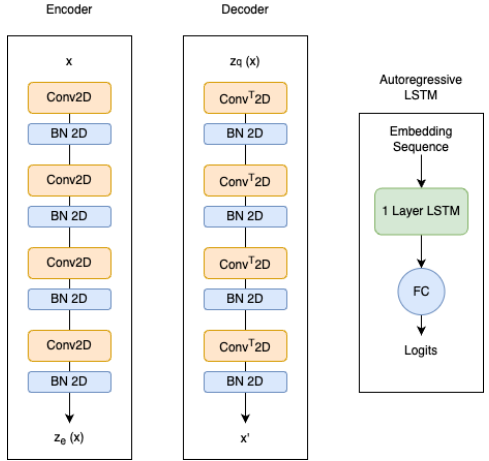 Encoder
x
Conv2D
BN 2D
Conv2D
BN 2D
Conv2D
BN 2D
Conv2D
BN 2D
zₑ (x)
Decoder
z_q (x)
Convᵀ2D
BN 2D
Convᵀ2D
BN 2D
Convᵀ2D
BN 2D
Convᵀ2D
BN 2D
x'
Autoregressive
LSTM
Embedding
Sequence
1 Layer LSTM
FC
Logits